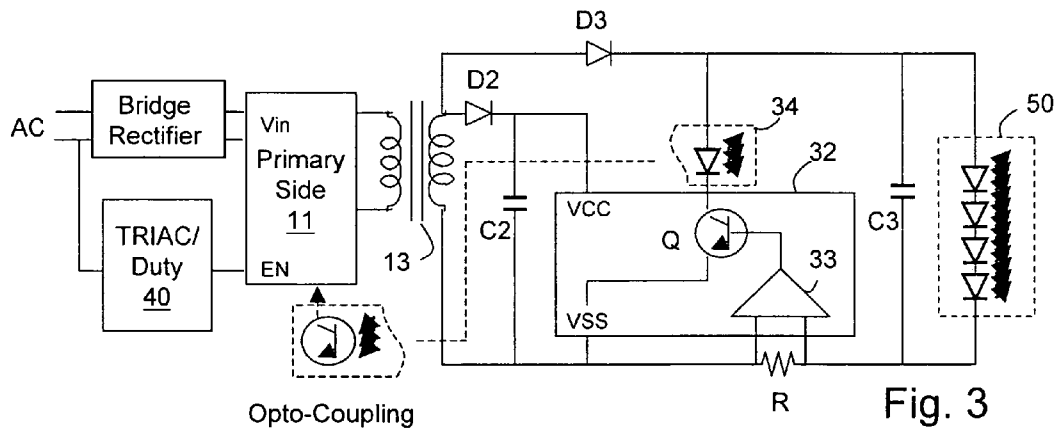 D3
D2
AC
Bridge
Rectifier
Vin
Primary
Side
11
EN
TRIAC/
Duty
40
13
C2
34
32
VCC
Q
33
VSS
R
C3
50
Opto-Coupling
Fig. 3